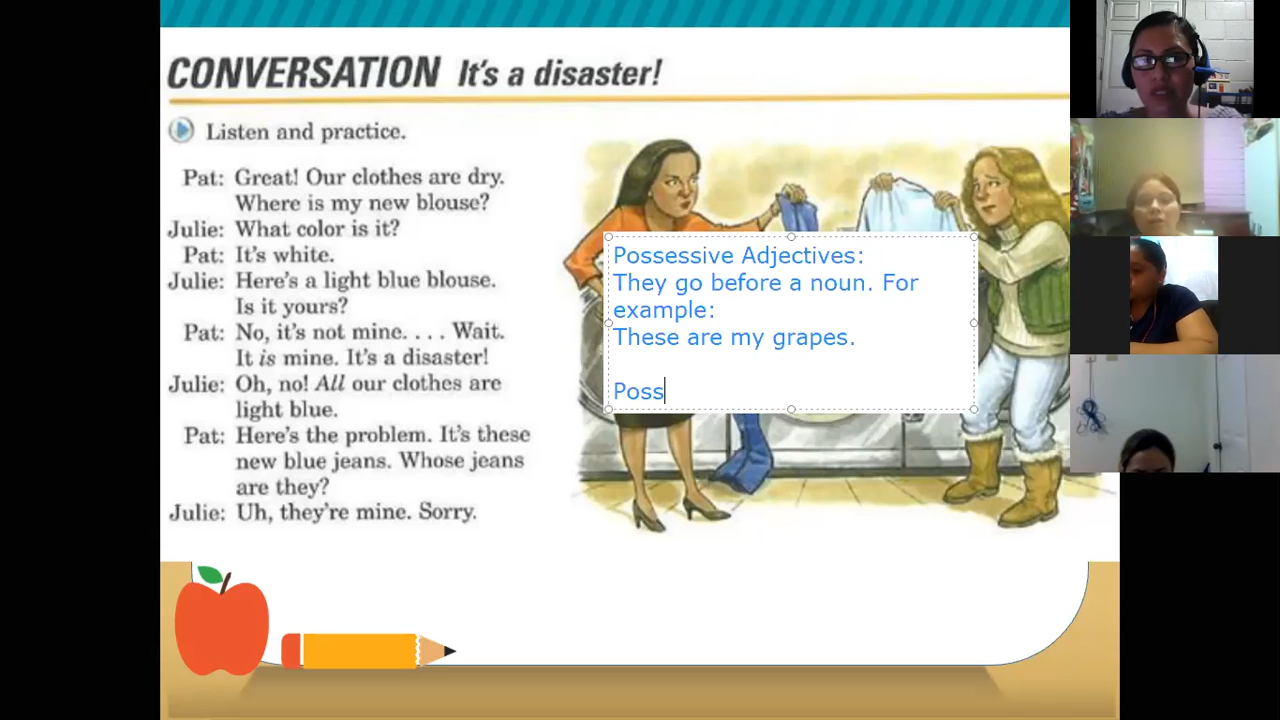 CONVERSATION It's a disaster!
Listen and practice.
Pat: Great! Our clothes are dry.
Where is my new blouse?
Julie: What color is it?
Pat: It's white.
Julie: Here's a light blue blouse.
Is it yours?
Pat: No, it's not mine. . . . Wait.
It is mine. It's a disaster!
Julie: Oh, no! All our clothes are
light blue.
Pat: Here's the problem. It's these
new blue jeans. Whose jeans
are they?
Julie: Uh, they're mine. Sorry.
Possessive Adjectives:
They go before a noun. For
example:
These are my grapes.
Poss